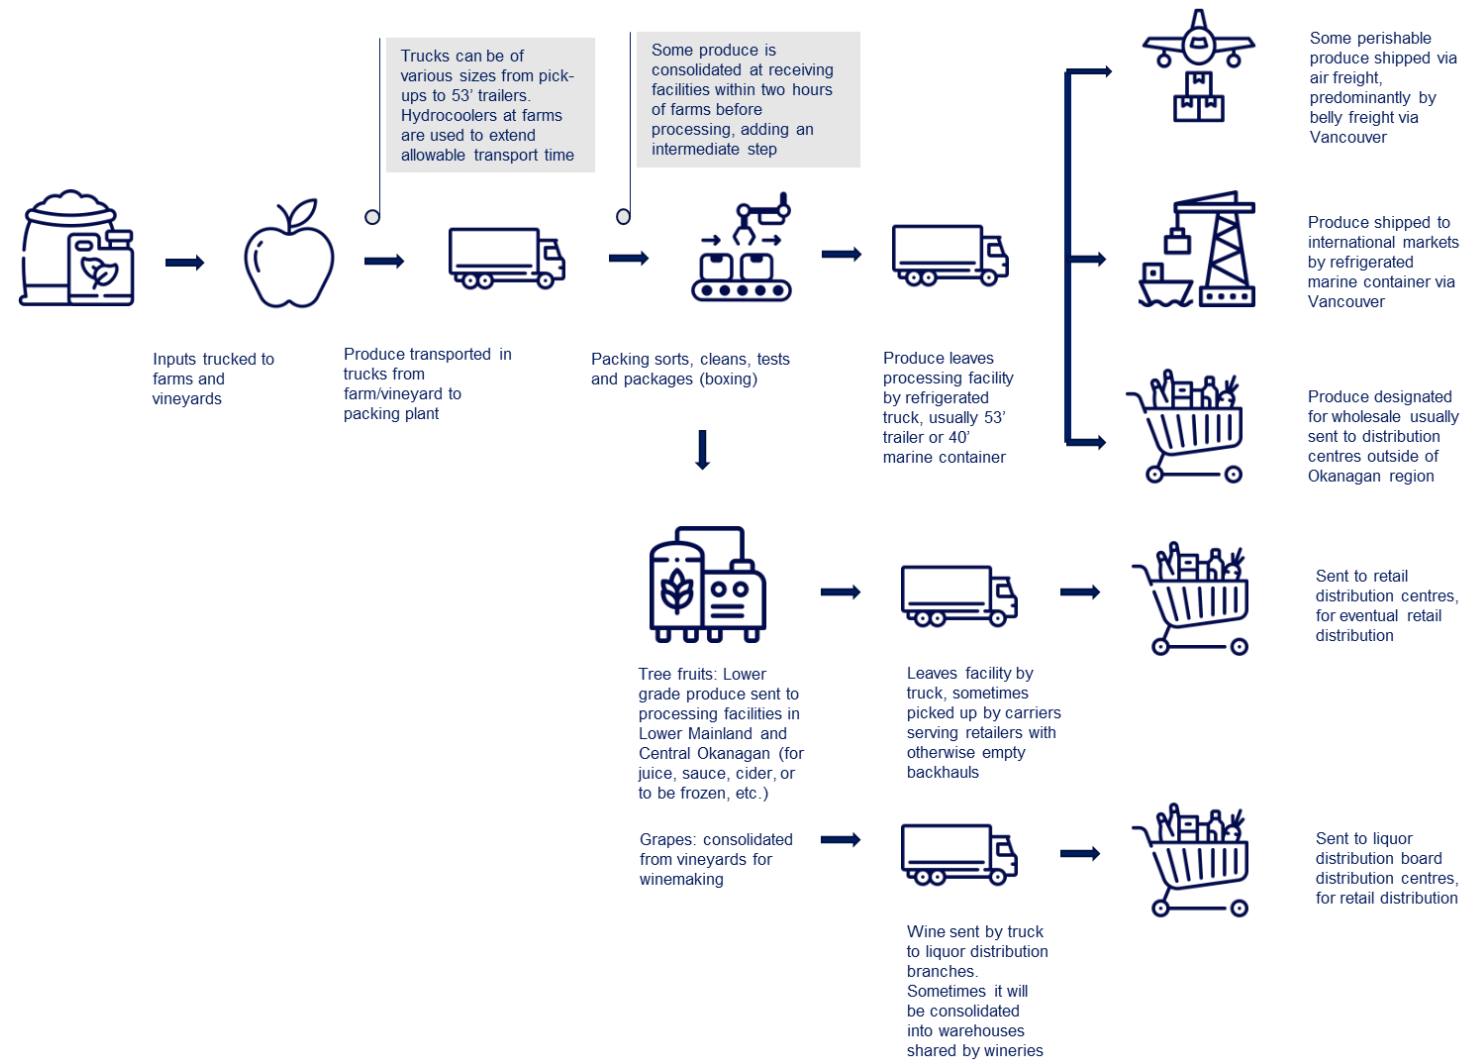 Trucks can be of
various sizes from pick-
ups to 53’ trailers.
Hydrocoolers at farms
are used to extend
allowable transport time
Some produce is
consolidated at receiving
facilities within two hours
of farms before
processing, adding an
intermediate step
Some perishable
produce shipped via
air freight,
predominantly by
belly freight via
Vancouver
Produce shipped to
international markets
by refrigerated
marine container via
Vancouver
Inputs trucked to
farms and
vineyards
Produce transported in
trucks from
farm/vineyard to
packing plant
Packing sorts, cleans, tests
and packages (boxing)
Produce leaves
processing facility
by refrigerated
truck, usually 53’
trailer or 40’
marine container
Produce designated
for wholesale usually
sent to distribution
centres outside of
Okanagan region
Tree fruits: Lower
grade produce sent to
processing facilities in
Lower Mainland and
Central Okanagan (for
juice, sauce, cider, or
to be frozen, etc.)
Leaves facility by
truck, sometimes
picked up by carriers
serving retailers with
otherwise empty
backhauls
Sent to retail
distribution centres,
for eventual retail
distribution
Grapes: consolidated
from vineyards for
winemaking
Wine sent by truck
to liquor distribution
branches.
Sometimes it will
be consolidated
into warehouses
shared by wineries
Sent to liquor
distribution board
distribution centres,
for retail distribution